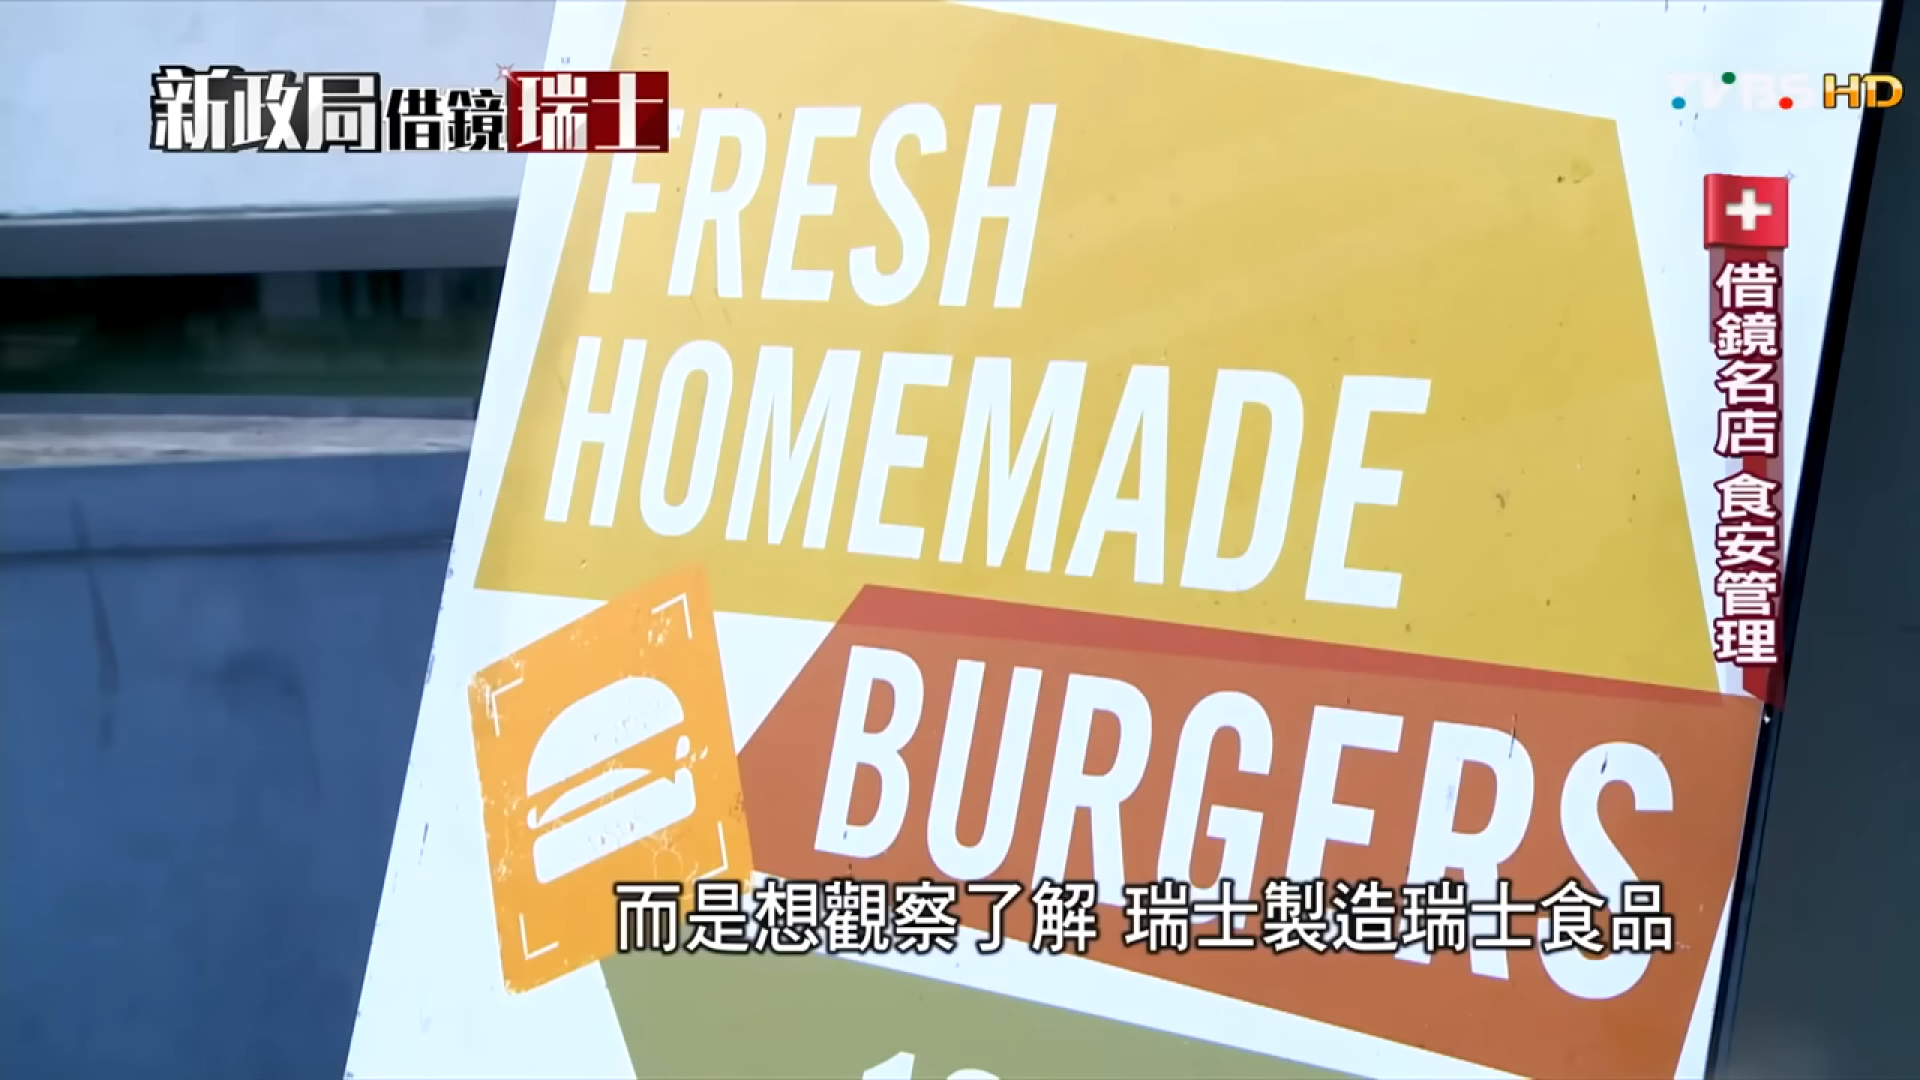 新政局借鏡瑞士
TVBS HD
借鏡名店 食安管理
FRESH
HOMEMADE
BURGERS
而是想觀察了解 瑞士製造瑞士食品